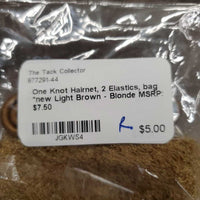 The Tack Collector
677291-44
One Knot Hairnet, 2 Elastics, bag
*new Light Brown - Blonde MSRP:
$7.50
JGKWS4
R $5.00